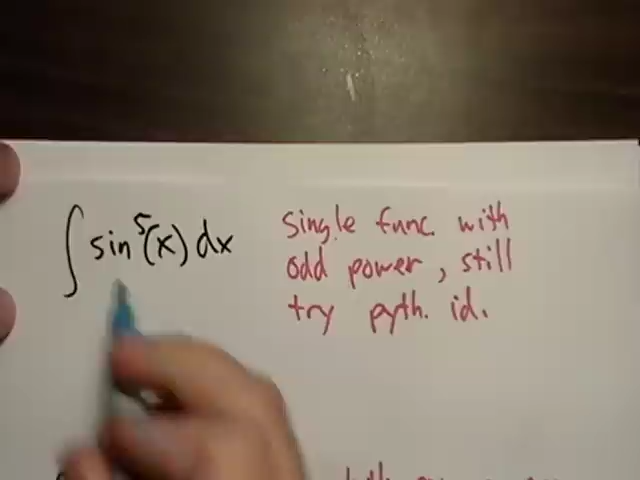 ∫ sin⁵(x) dx
Single func. with
odd power, still
try pyth. id.